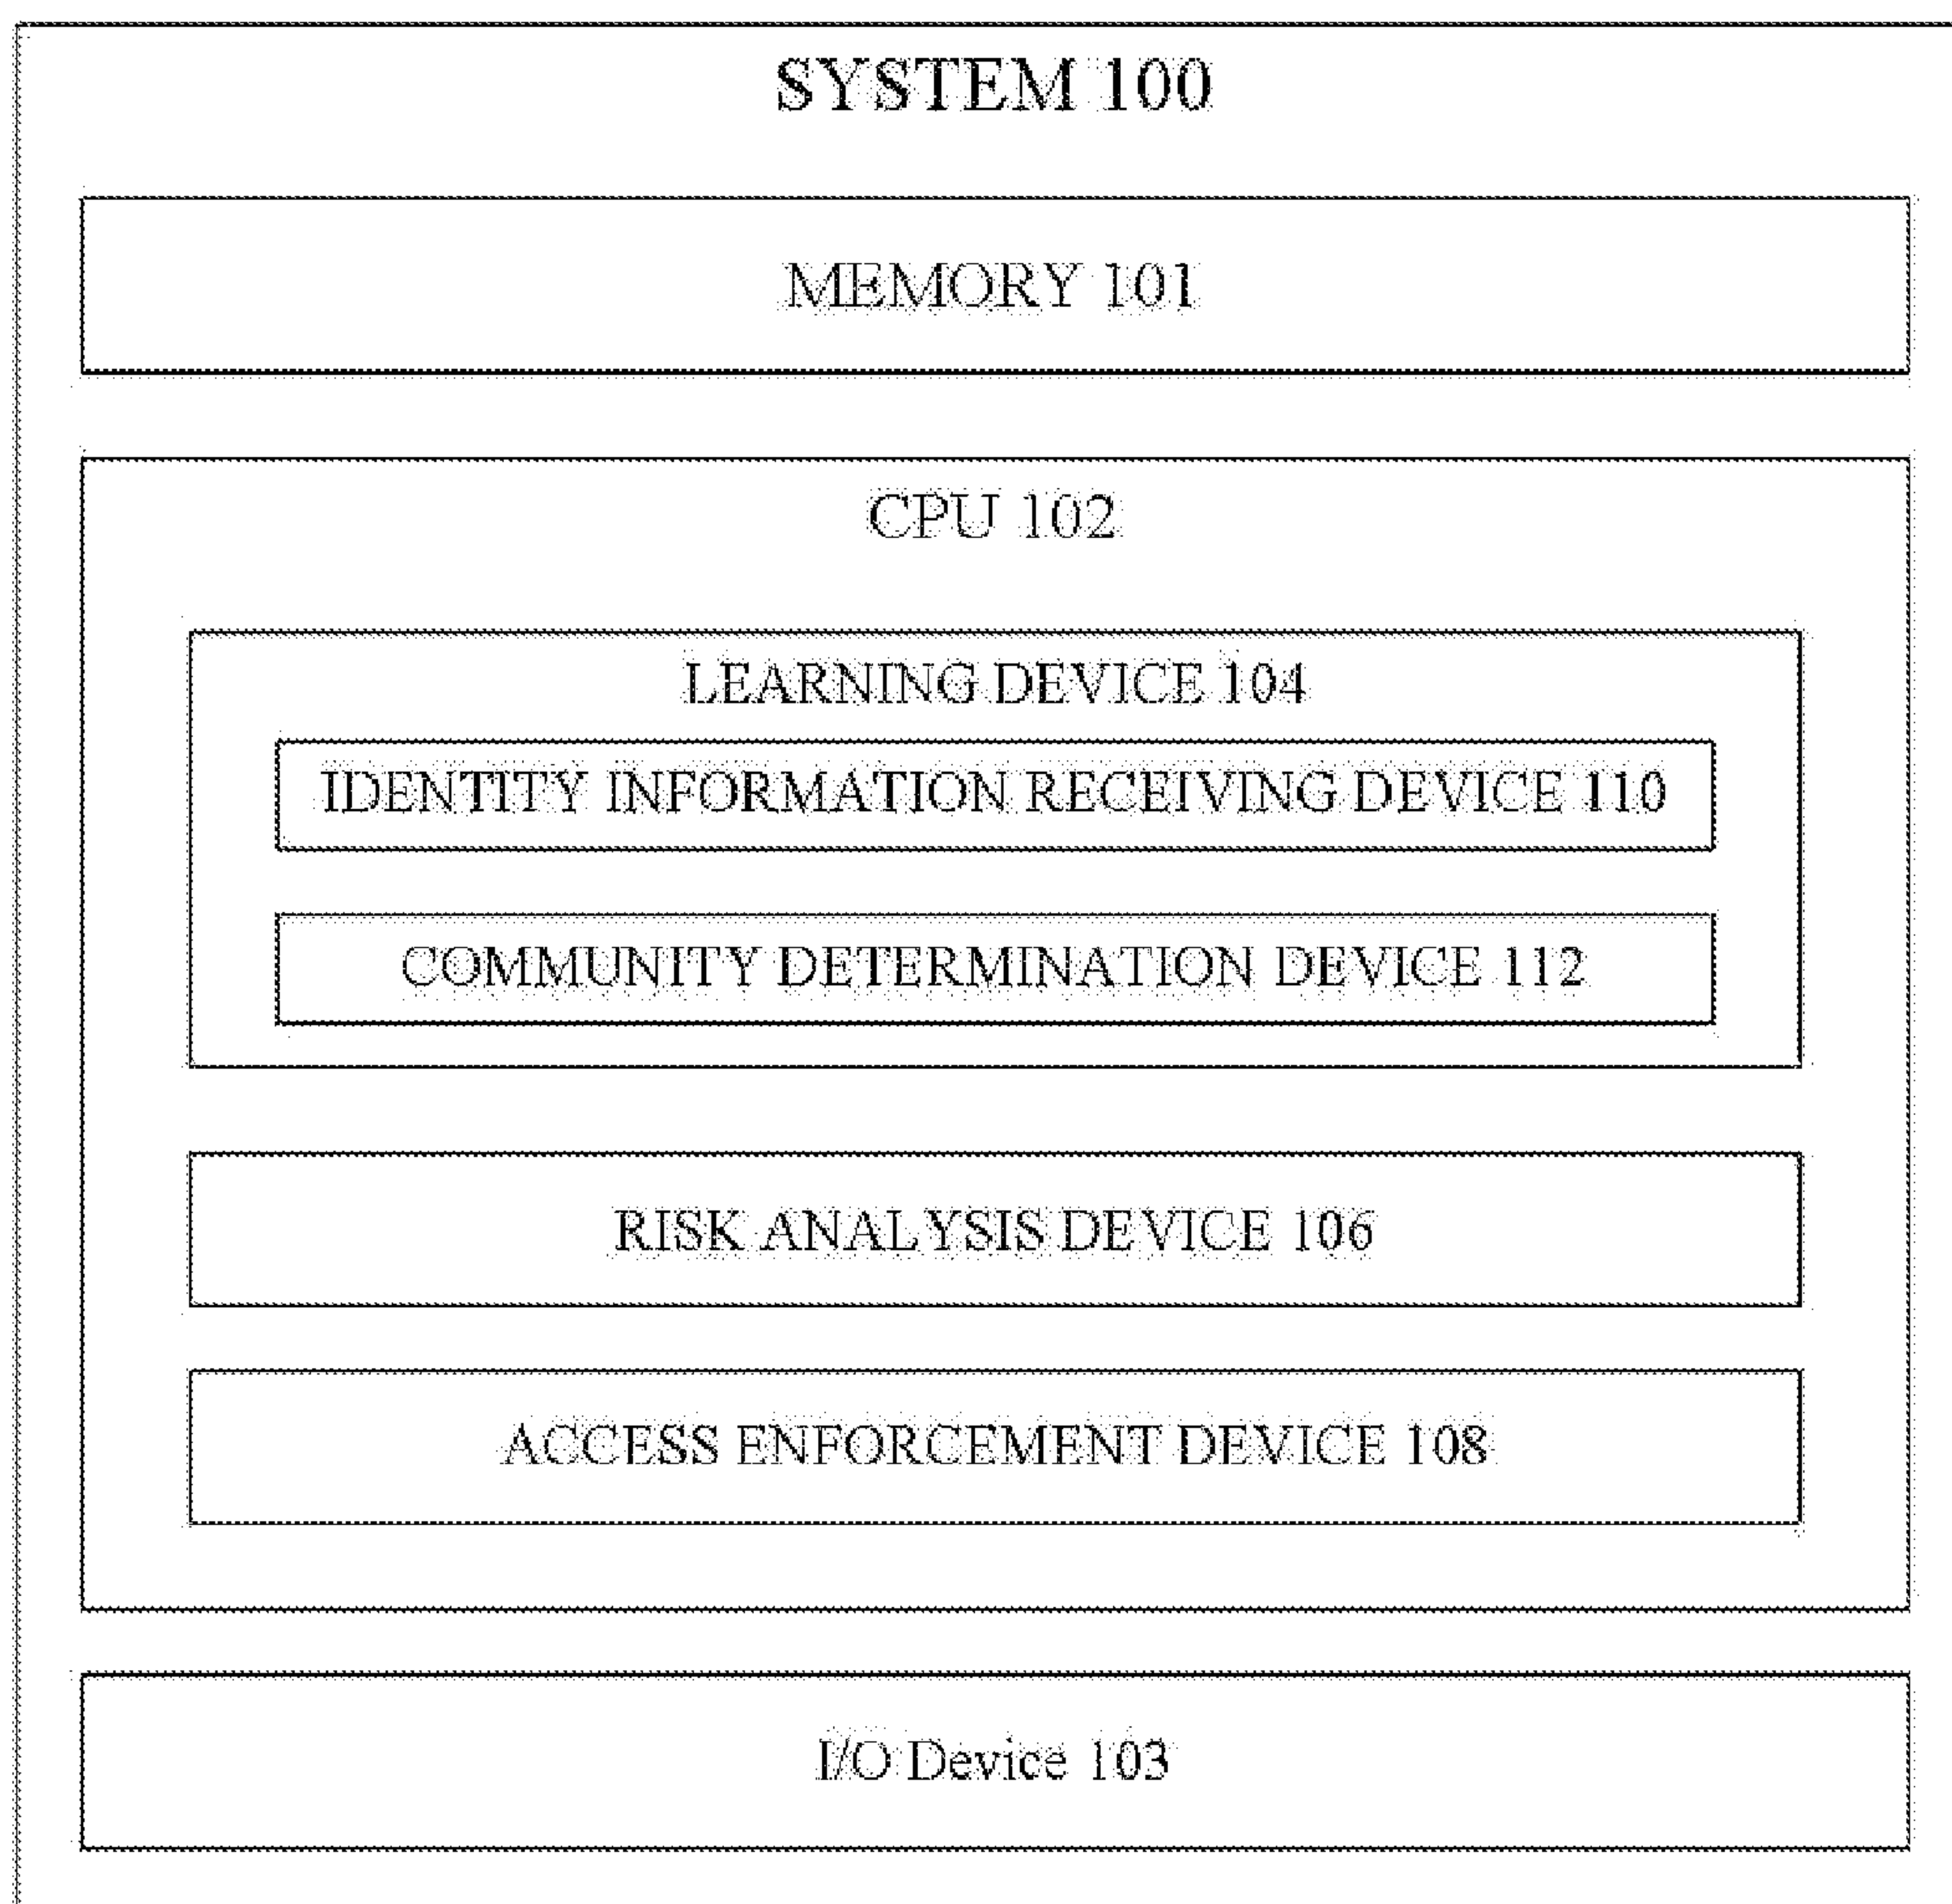 SYSTEM 100
MEMORY 101
CPU 102
LEARNING DEVICE 104
IDENTITY INFORMATION RECEIVING DEVICE 110
COMMUNITY DETERMINATION DEVICE 112
RISK ANALYSIS DEVICE 106
ACCESS ENFORCEMENT DEVICE 108
I/O Device 103